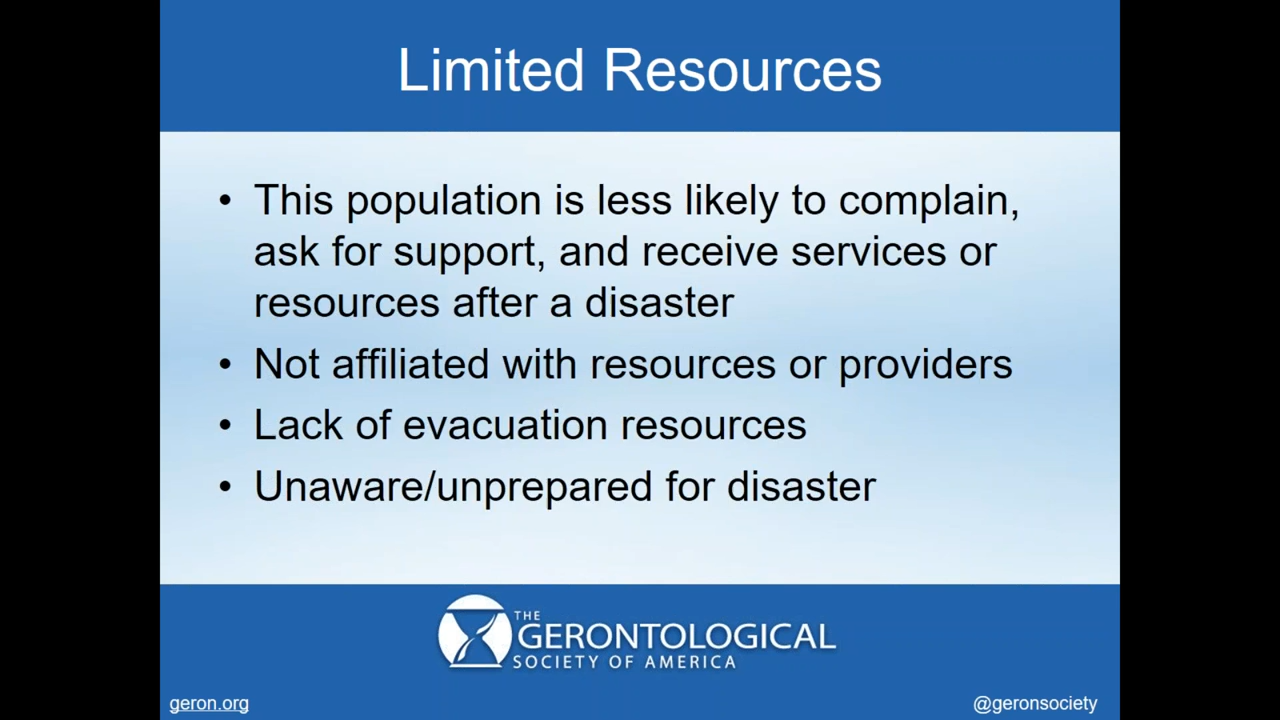 Limited Resources
• This population is less likely to complain,
ask for support, and receive services or
resources after a disaster
• Not affiliated with resources or providers
• Lack of evacuation resources
• Unaware/unprepared for disaster
THE
GERONTOLOGICAL
SOCIETY OF AMERICA
geron.org
@geronsociety